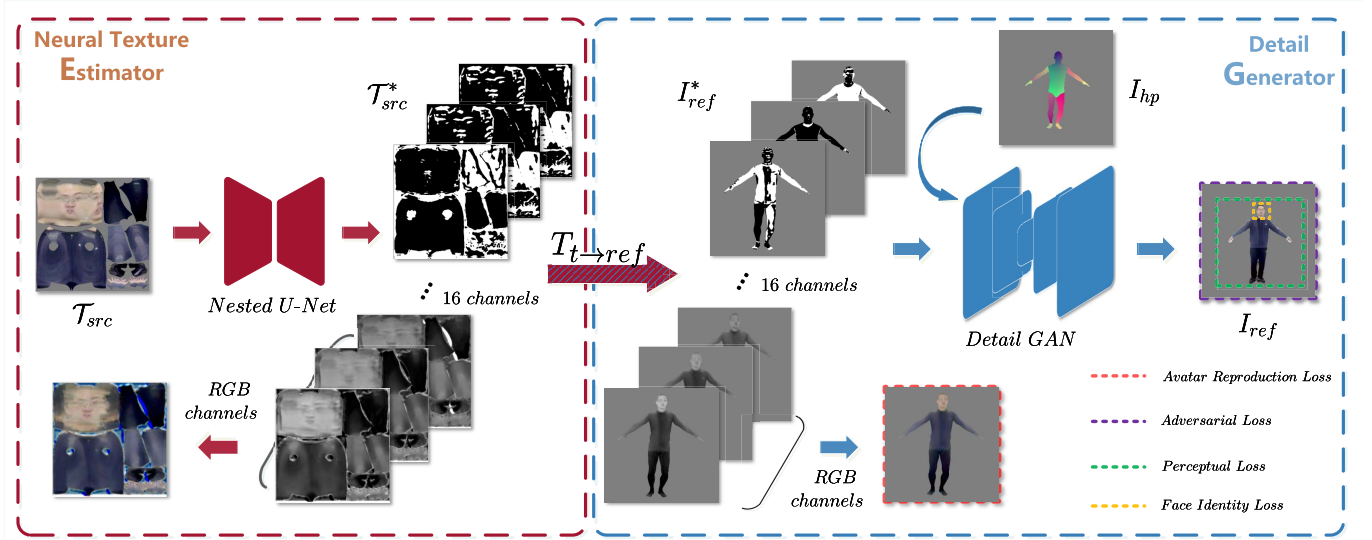 Neural Texture
Estimator
Detail
Generator
𝒯*src
I*ref
Ihp
Tt→ref
16 channels
16 channels
Nested U-Net
𝒯src
Detail GAN
Iref
RGB
channels
RGB
channels
Avatar Reproduction Loss
Adversarial Loss
Perceptual Loss
Face Identity Loss